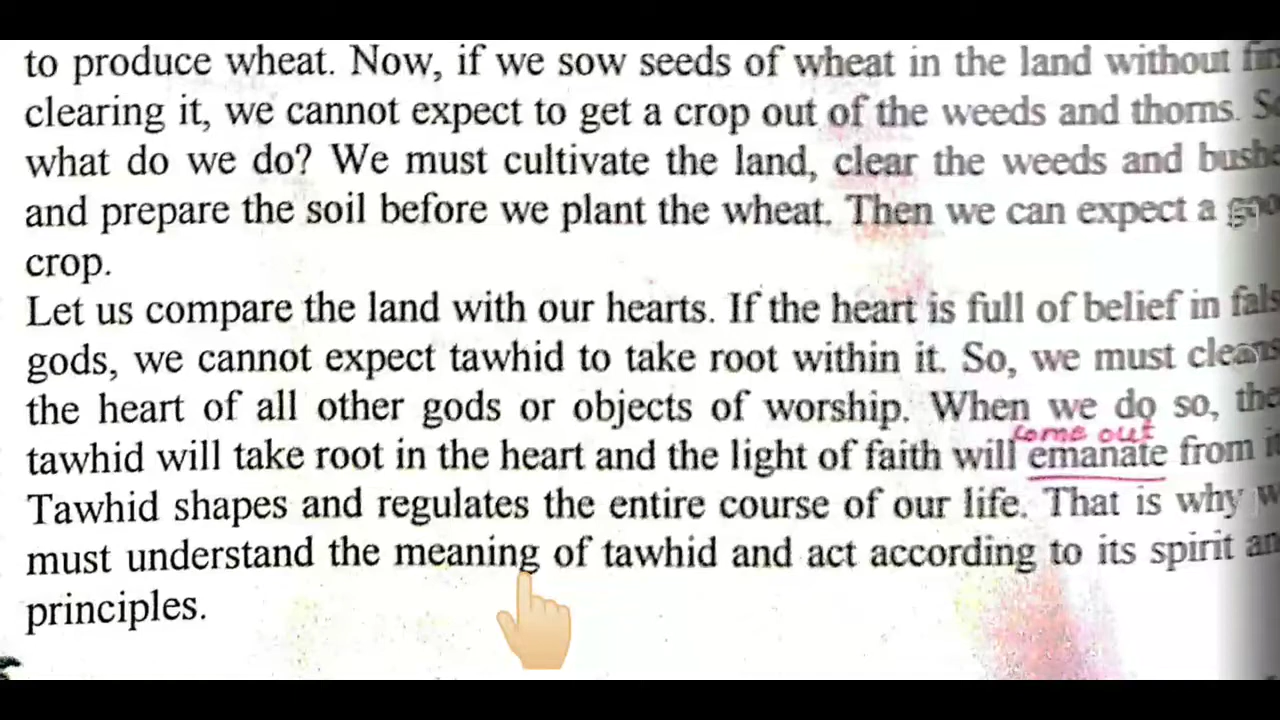 to produce wheat. Now, if we sow seeds of wheat in the land without
clearing it, we cannot expect to get a crop out of the weeds and thorns.
what do we do? We must cultivate the land, clear the weeds and
and prepare the soil before we plant the wheat. Then we can expect a
crop.
Let us compare the land with our hearts. If the heart is full of belief in
gods, we cannot expect tawhid to take root within it. So, we must
the heart of all other gods or objects of worship. When we do so,
come out
tawhid will take root in the heart and the light of faith will emanate from
Tawhid shapes and regulates the entire course of our life. That is why
must understand the meaning of tawhid and act according to its spirit
principles.